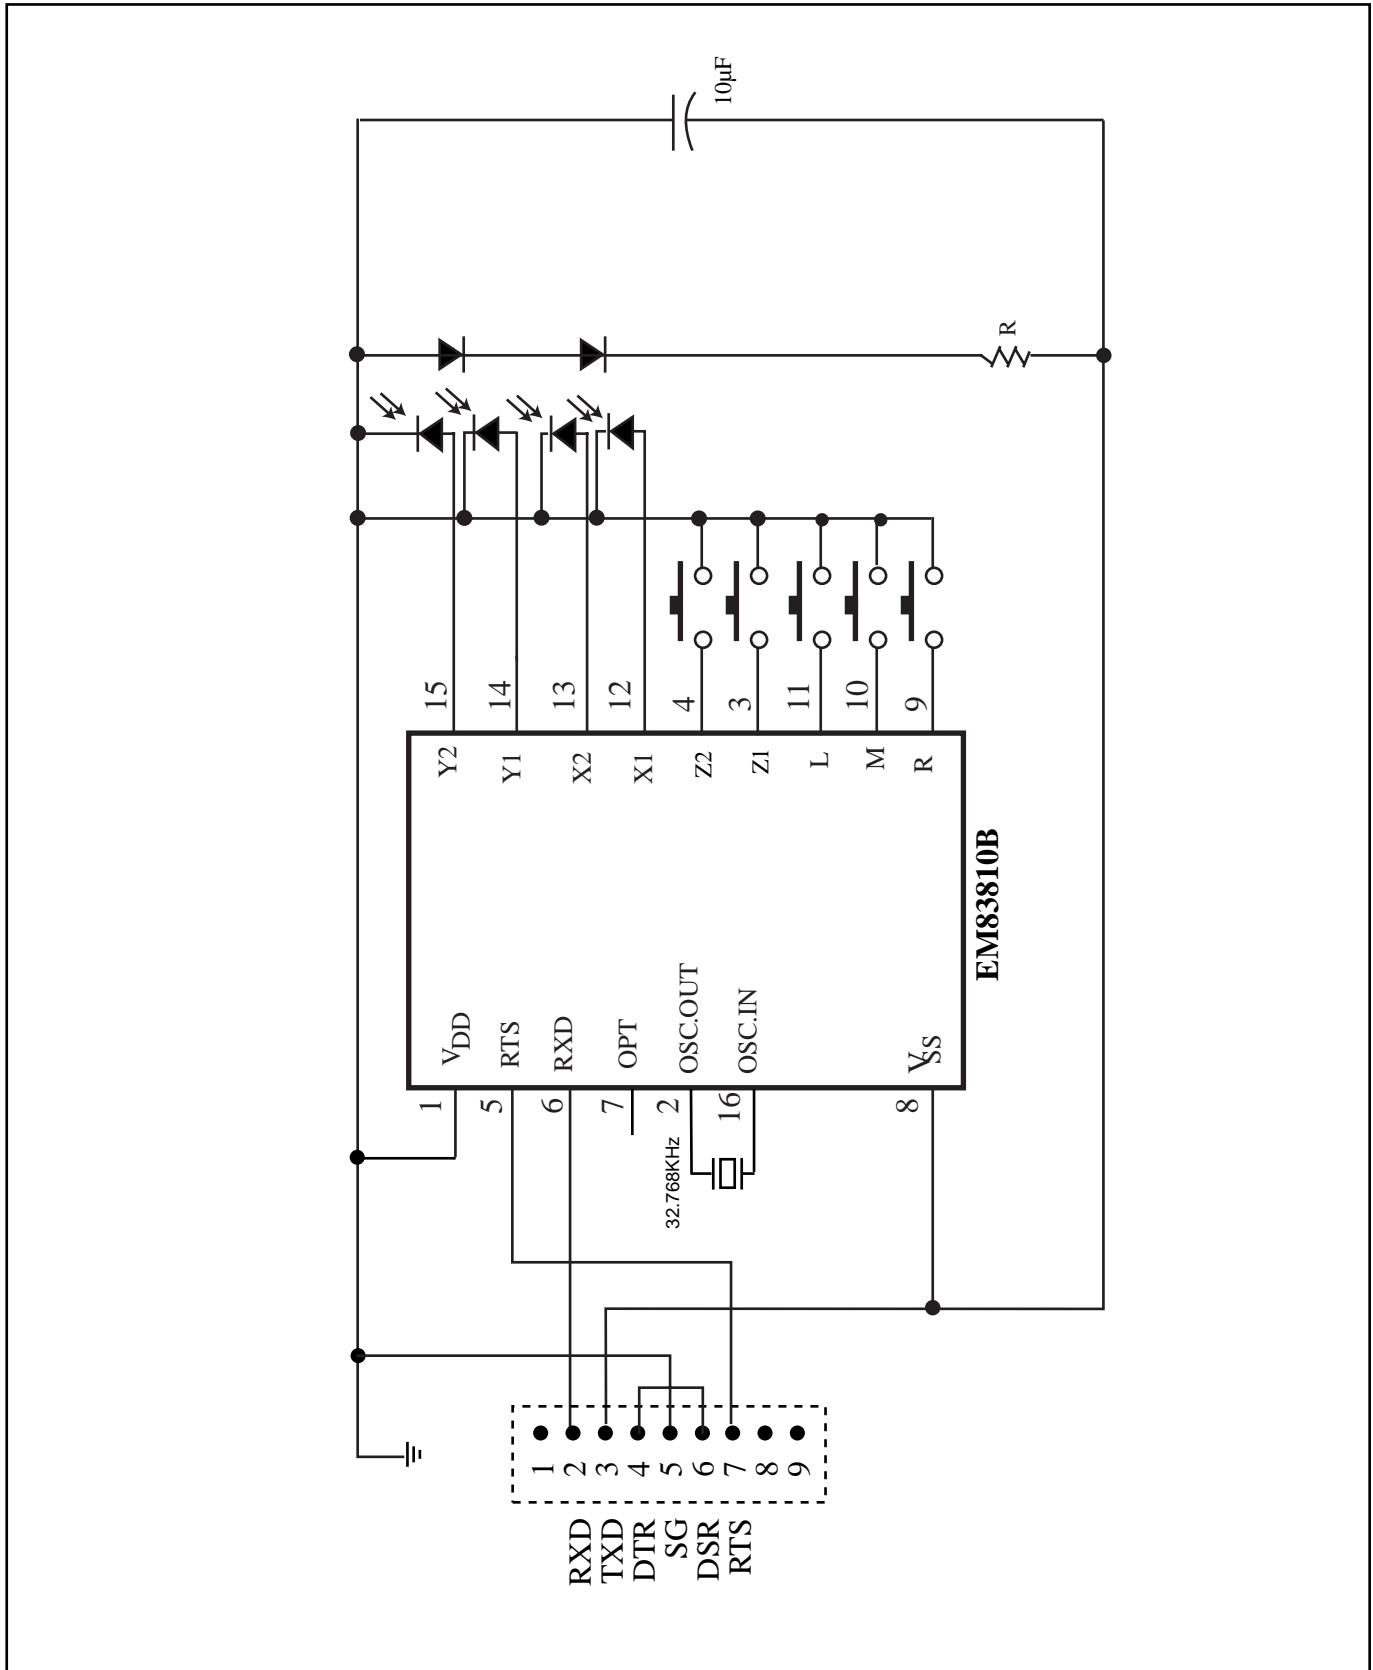 10µF
R
15
14
13
12
4
3
11
10
9
Y2
Y1
X2
X1
Z2
Z1
L
M
R
EM83810B
VDD
RTS
RXD
OPT
OSC.OUT
OSC.IN
VSS
1
5
6
7
2
16
8
32.768KHz
1
2
3
4
5
6
7
8
9
RXD
TXD
DTR
SG
DSR
RTS